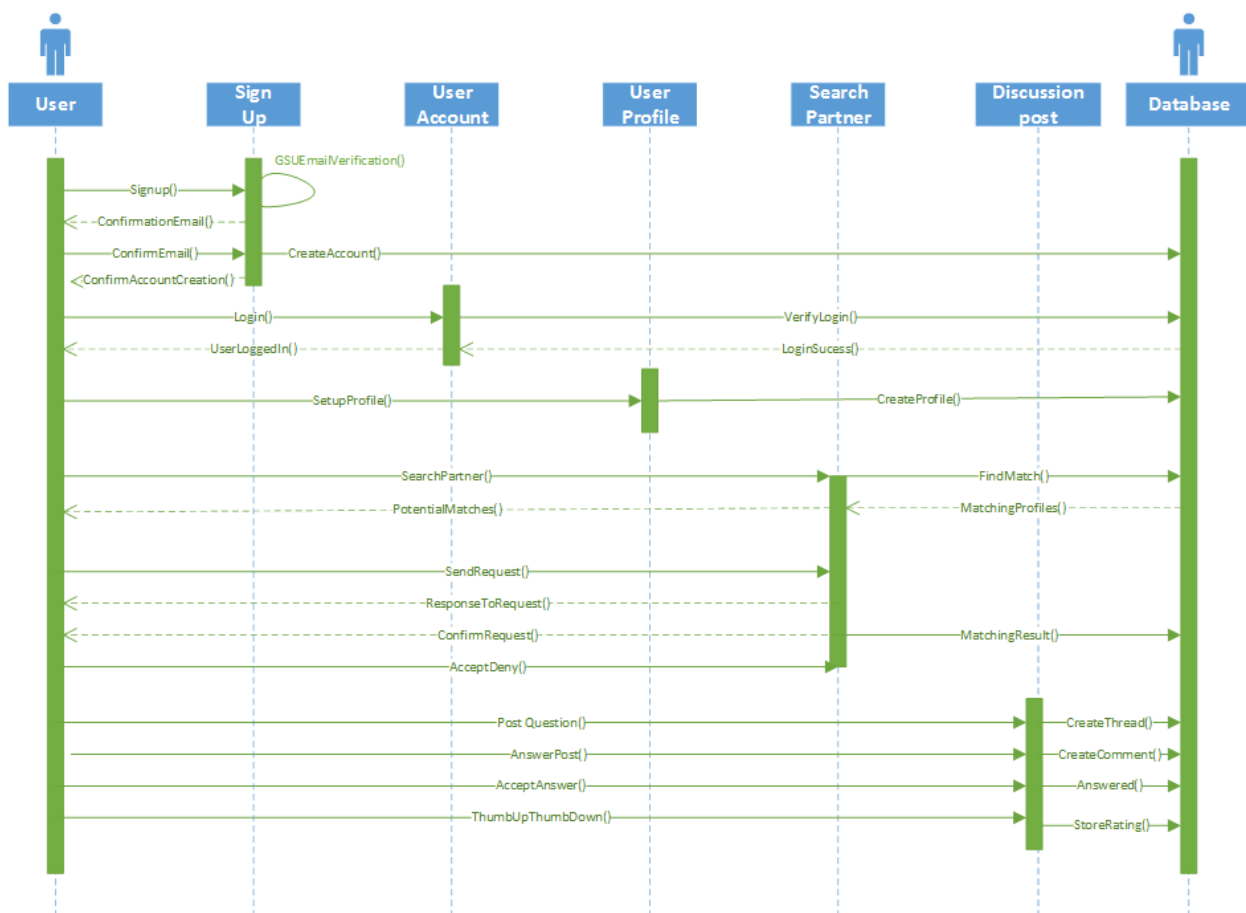 User
Sign
Up
User
Account
User
Profile
Search
Partner
Discussion
post
Database
GSUEmailVerification()
Signup()
ConfirmationEmail()
ConfirmEmail()
CreateAccount()
ConfirmAccountCreation()
Login()
VerifyLogin()
UserLoggedIn()
LoginSucess()
SetupProfile()
CreateProfile()
SearchPartner()
FindMatch()
PotentialMatches()
MatchingProfiles()
SendRequest()
ResponseToRequest()
ConfirmRequest()
MatchingResult()
AcceptDeny()
Post Question()
CreateThread()
AnswerPost()
CreateComment()
AcceptAnswer()
Answered()
ThumbUpThumbDown()
StoreRating()